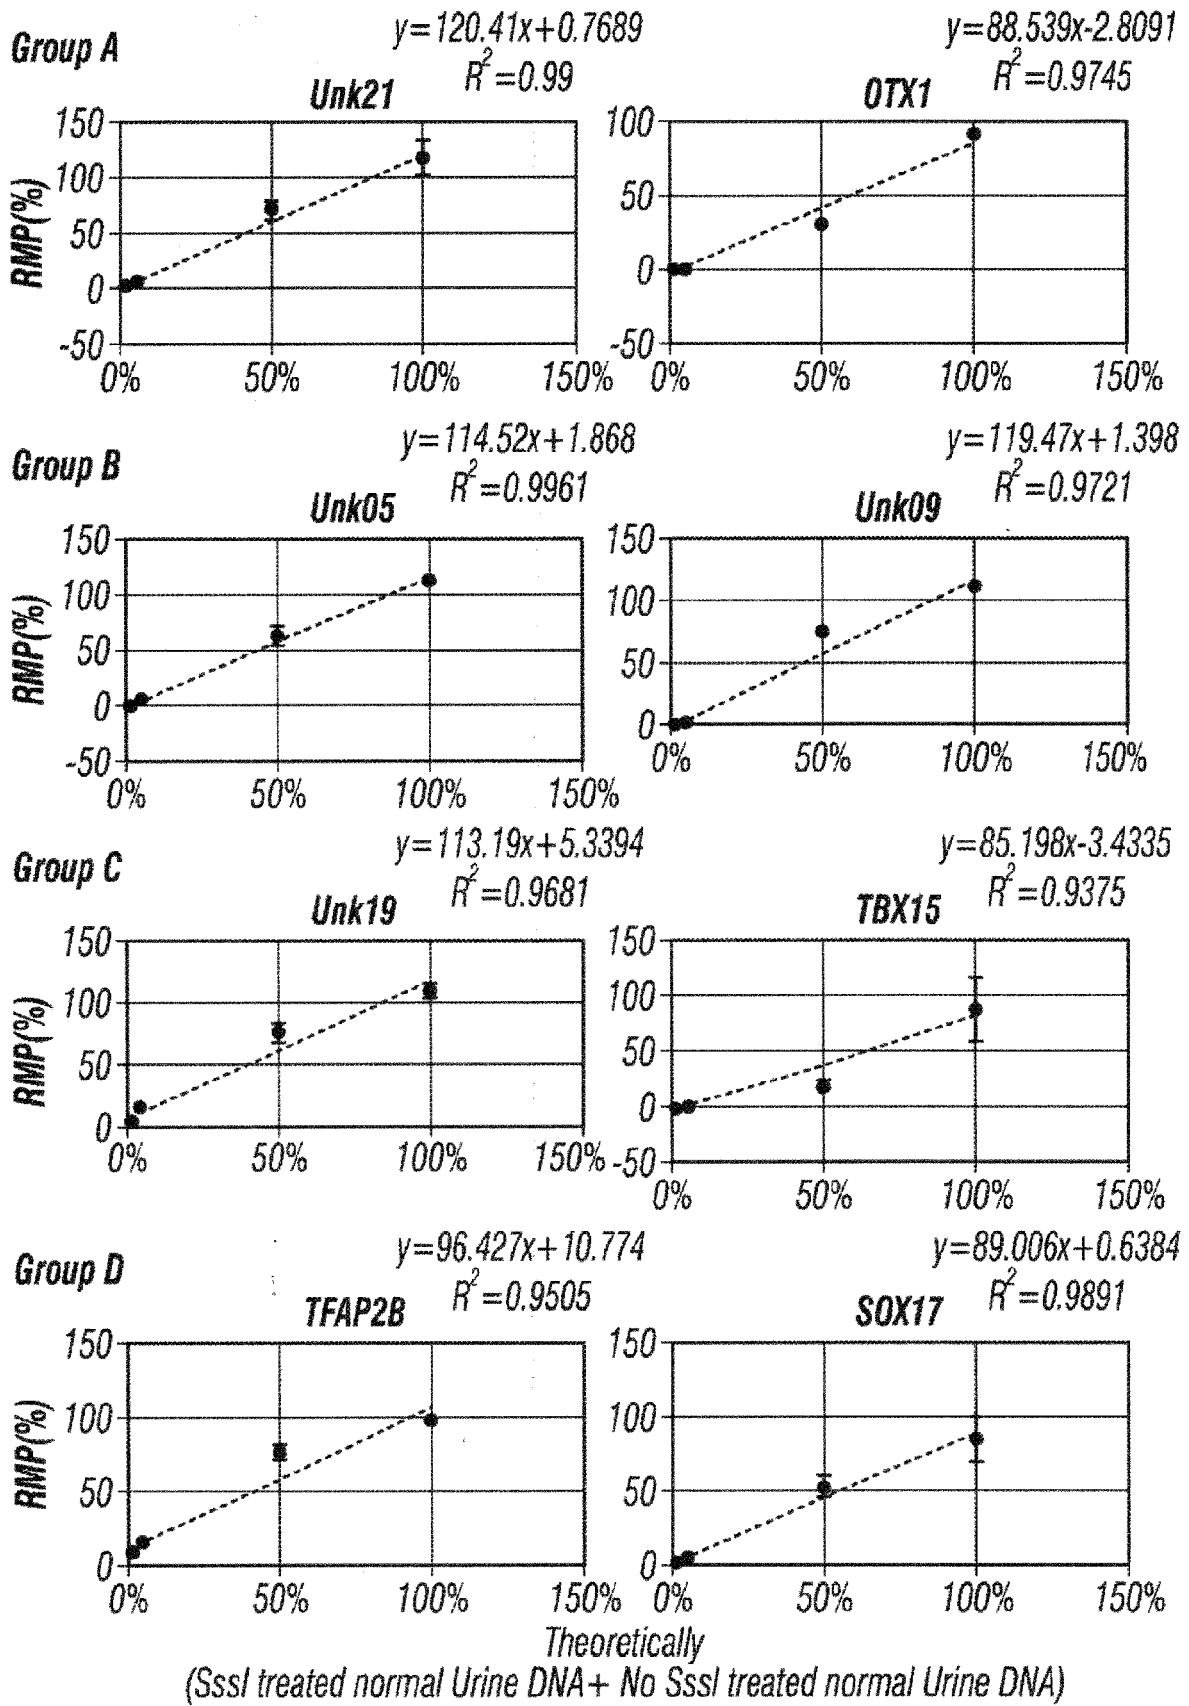 Group A
y=120.41x+0.7689
R²=0.99
Unk21
y=88.539x-2.8091
R²=0.9745
OTX1
RMP(%)
150
100
50
0
-50
0% 50% 100% 150%
100
50
0
-50
0% 50% 100% 150%
Group B
y=114.52x+1.868
R²=0.9961
Unk05
y=119.47x+1.398
R²=0.9721
Unk09
RMP(%)
150
100
50
0
-50
0% 50% 100% 150%
150
100
50
0
0% 50% 100% 150%
Group C
y=113.19x+5.3394
R²=0.9681
Unk19
y=85.198x-3.4335
R²=0.9375
TBX15
RMP(%)
150
100
50
0
0% 50% 100% 150%
150
100
50
0
-50
0% 50% 100% 150%
Group D
y=96.427x+10.774
R²=0.9505
TFAP2B
y=89.006x+0.6384
R²=0.9891
SOX17
RMP(%)
150
100
50
0
0% 50% 100% 150%
150
100
50
0
0% 50% 100% 150%
Theoretically
(SssI treated normal Urine DNA+ No SssI treated normal Urine DNA)